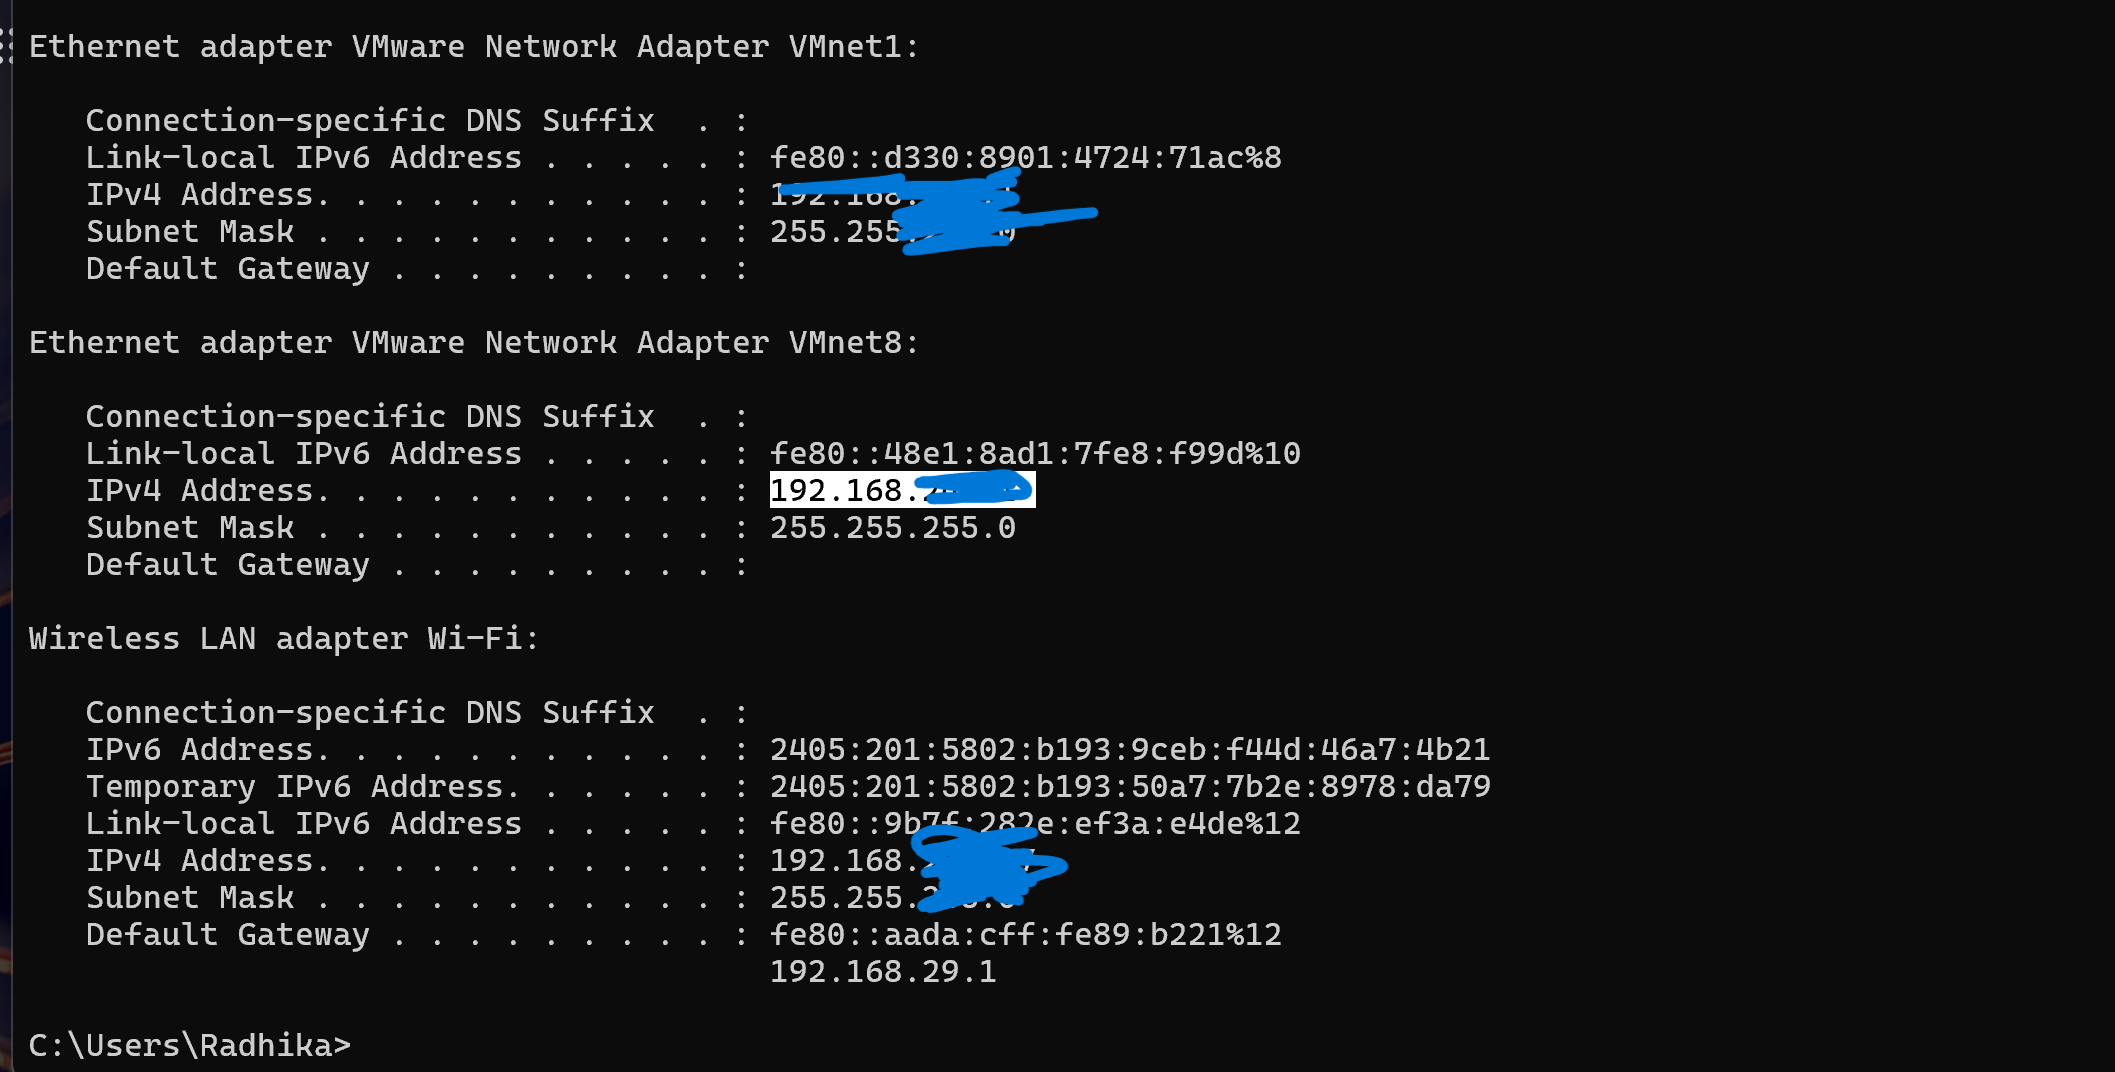 Ethernet adapter VMware Network Adapter VMnet1:
Connection-specific DNS Suffix  . :
Link-local IPv6 Address . . . . . : fe80::d330:8901:4724:71ac%8
IPv4 Address. . . . . . . . . . . : 192.168.
Subnet Mask . . . . . . . . . . . : 255.255.
Default Gateway . . . . . . . . . :
Ethernet adapter VMware Network Adapter VMnet8:
Connection-specific DNS Suffix  . :
Link-local IPv6 Address . . . . . : fe80::48e1:8ad1:7fe8:f99d%10
IPv4 Address. . . . . . . . . . . : 192.168.
Subnet Mask . . . . . . . . . . . : 255.255.255.0
Default Gateway . . . . . . . . . :
Wireless LAN adapter Wi-Fi:
Connection-specific DNS Suffix  . :
IPv6 Address. . . . . . . . . . . : 2405:201:5802:b193:9ceb:f44d:46a7:4b21
Temporary IPv6 Address. . . . . . : 2405:201:5802:b193:50a7:7b2e:8978:da79
Link-local IPv6 Address . . . . . : fe80::9b7f:282e:ef3a:e4de%12
IPv4 Address. . . . . . . . . . . : 192.168.
Subnet Mask . . . . . . . . . . . : 255.255.
Default Gateway . . . . . . . . . : fe80::aada:cff:fe89:b221%12
192.168.29.1
C:\Users\Radhika>